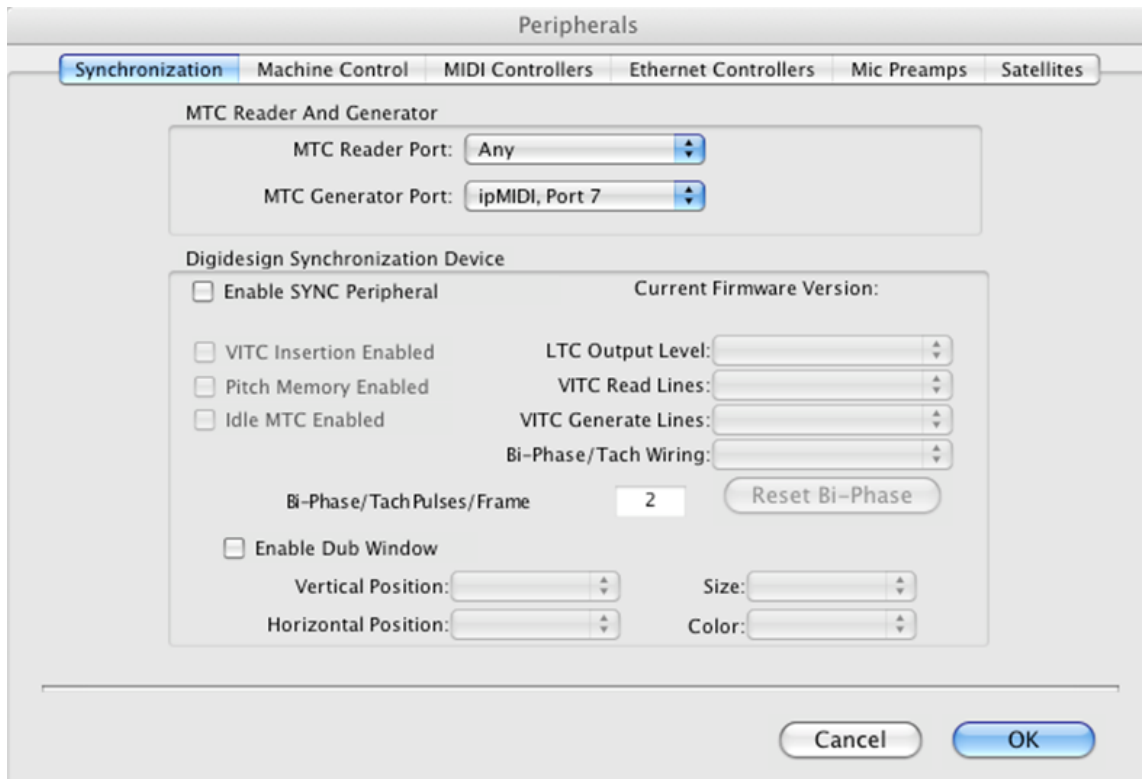 Peripherals
Synchronization Machine Control MIDI Controllers Ethernet Controllers Mic Preamps Satellites
MTC Reader And Generator
MTC Reader Port: Any
MTC Generator Port: ipMIDI, Port 7
Digidesign Synchronization Device
Enable SYNC Peripheral Current Firmware Version:
VITC Insertion Enabled LTC Output Level:
Pitch Memory Enabled VITC Read Lines:
Idle MTC Enabled VITC Generate Lines:
Bi-Phase/Tach Wiring:
Bi-Phase/Tach Pulses/Frame 2 Reset Bi-Phase
Enable Dub Window
Vertical Position: Size:
Horizontal Position: Color:
Cancel OK